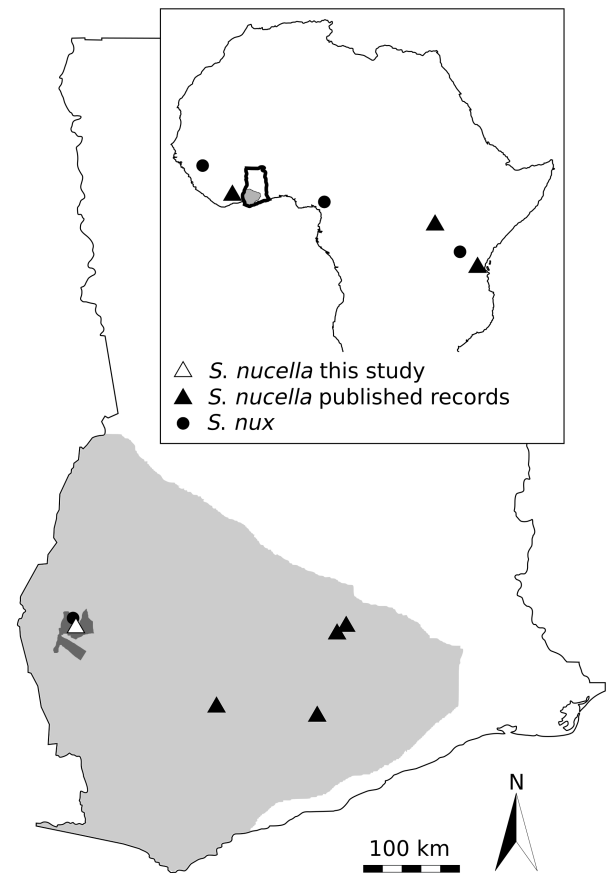 S. nucella this study
S. nucella published records
S. nux
N
100 km